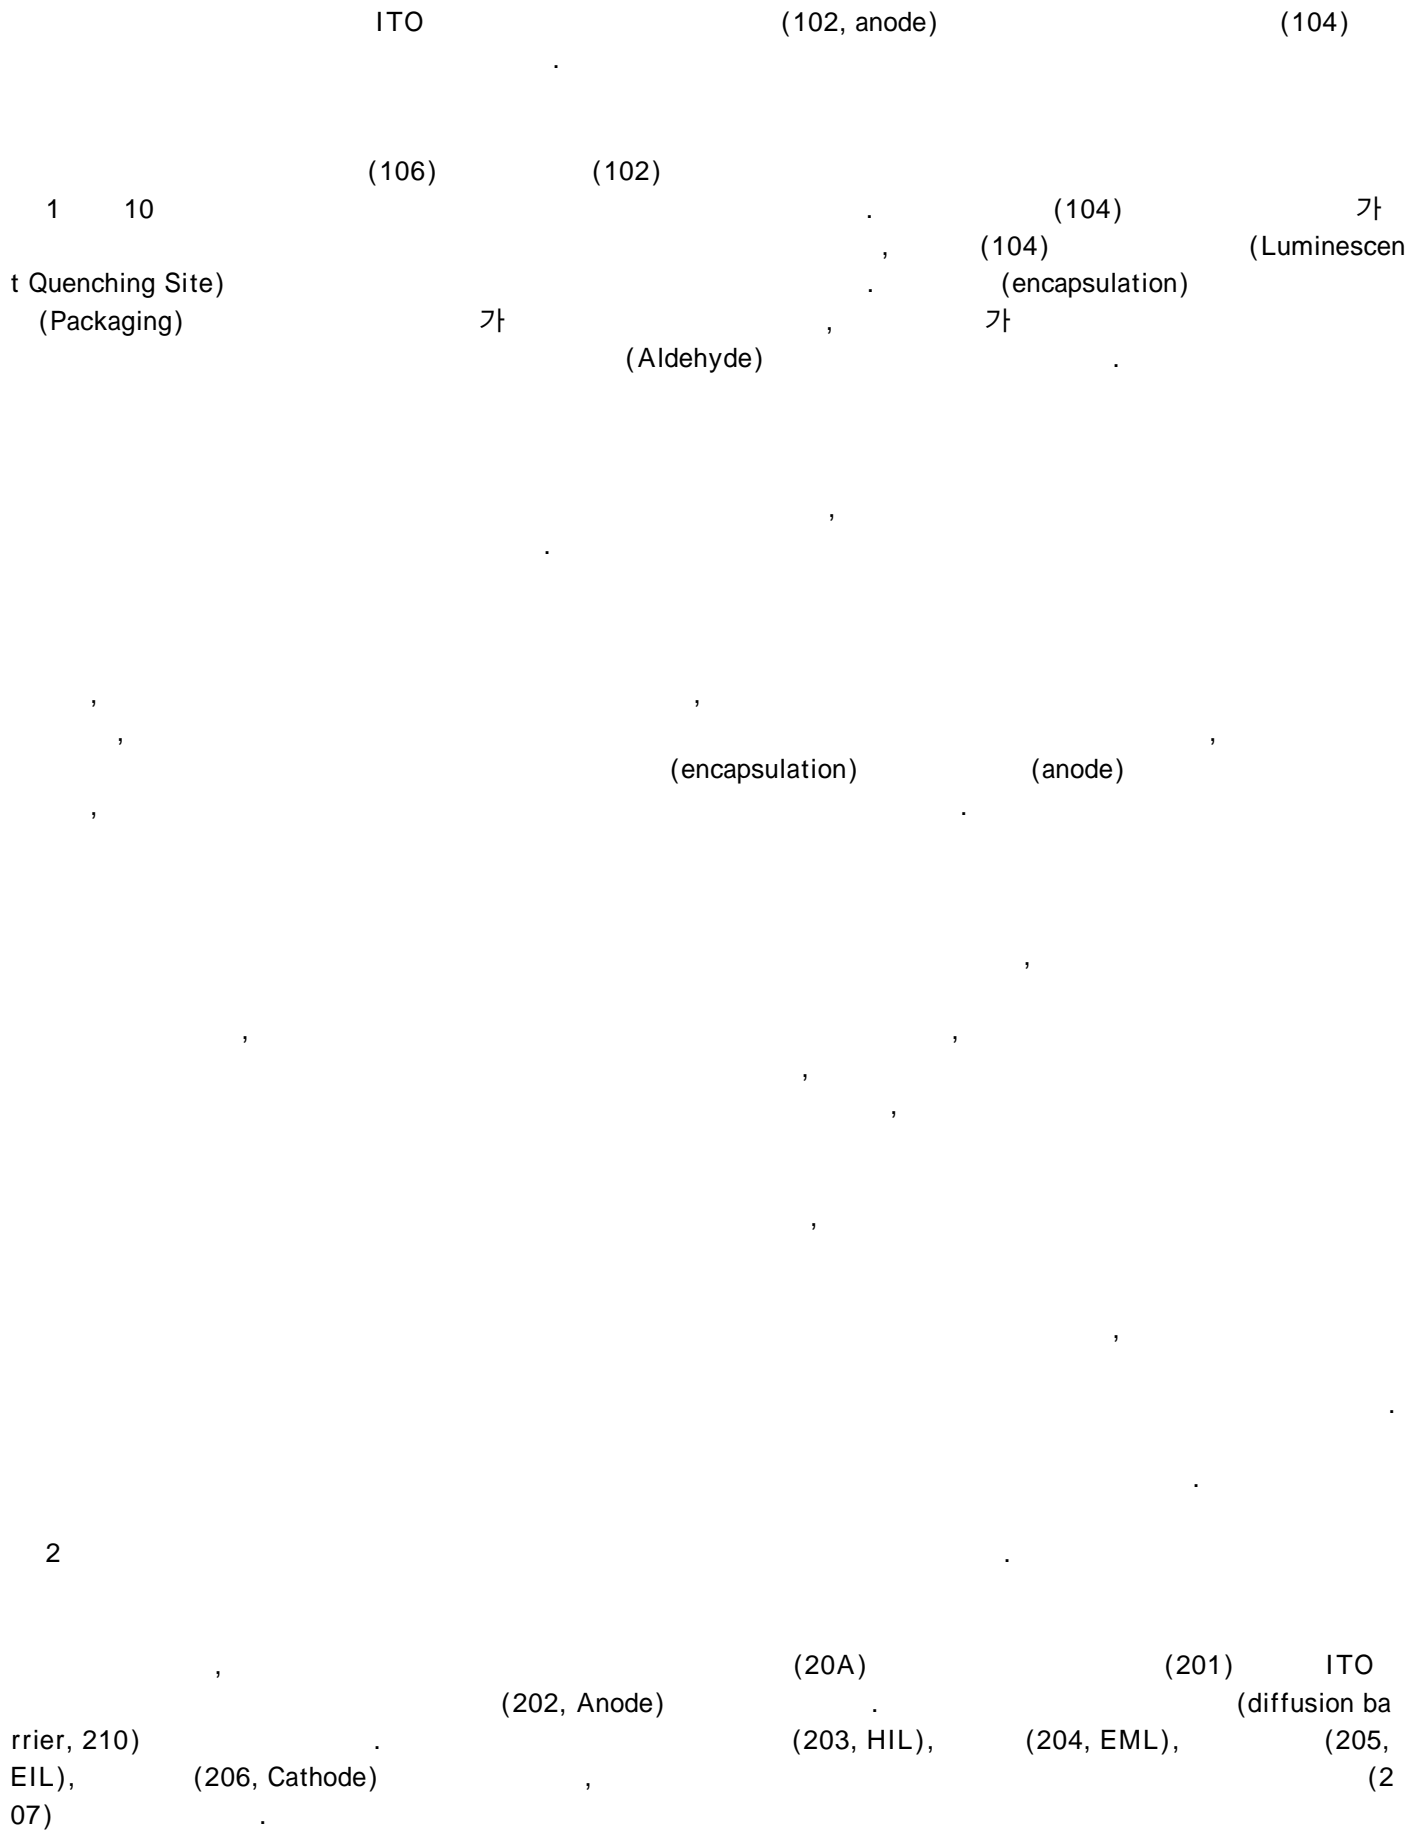 ITO (102, anode) (104)
.
(106) (102)
1 10 . (104) 가
, (104) (Luminescen
t Quenching Site) . (encapsulation)
(Packaging) 가 , 가
(Aldehyde) .
,
.
, ,
, ,
(encapsulation) (anode)
, .
,
, ,
,
,
,
,
.
.
2 .
, (20A) (201) ITO
(202, Anode) . (diffusion ba
rrier, 210) . (203, HIL), (204, EML), (205,
EIL), (206, Cathode) , (2
07) .